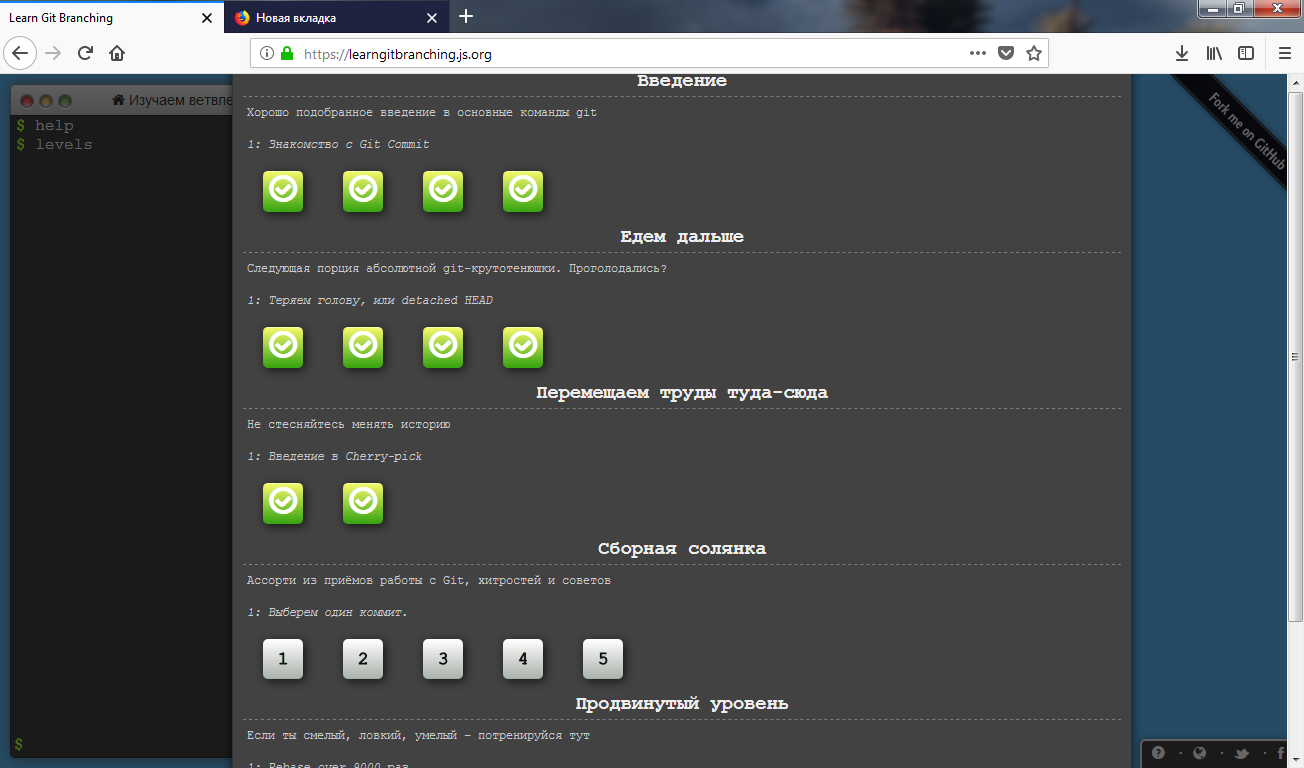 Learn Git Branching
Новая вкладка
https://learngitbranching.js.org
Изучаем ветвле
Fork me on GitHub
$ help
$ levels
$
Введение
Хорошо подобранное введение в основные команды git
1: Знакомство с Git Commit
Едем дальше
Следующая порция абсолютной git-крутотенюшки. Проголодались?
1: Теряем голову, или detached HEAD
Перемещаем труды туда-сюда
Не стесняйтесь менять историю
1: Введение в Cherry-pick
Сборная солянка
Ассорти из приёмов работы с Git, хитростей и советов
1: Выберем один коммит.
1 2 3 4 5
Продвинутый уровень
Если ты смелый, ловкий, умелый – потренируйся тут
1: Rebase over 9000 раз